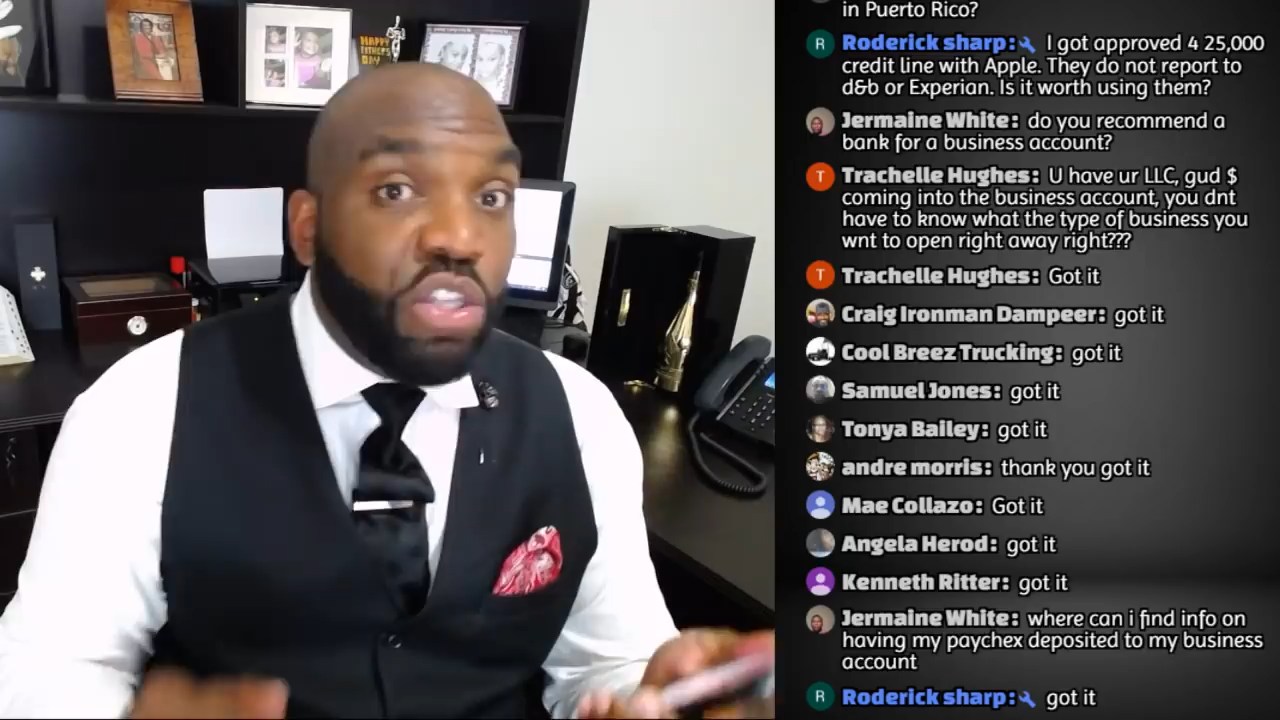 in Puerto Rico?
R
Roderick sharp: I got approved 4 25,000
credit line with Apple. They do not report to
d&b or Experian. Is it worth using them?
Jermaine White: do you recommend a
bank for a business account?
T
Trachelle Hughes: U have ur LLC, gud $
coming into the business account, you dnt
have to know what the type of business you
wnt to open right away right???
T
Trachelle Hughes: Got it
Craig Ironman Dampeer: got it
Cool Breez Trucking: got it
Samuel Jones: got it
Tonya Bailey: got it
andre morris: thank you got it
Mae Collazo: Got it
Angela Herod: got it
Kenneth Ritter: got it
Jermaine White: where can i find info on
having my paychex deposited to my business
account
R
Roderick sharp: got it
HAPPY
FATHER'S
DAY